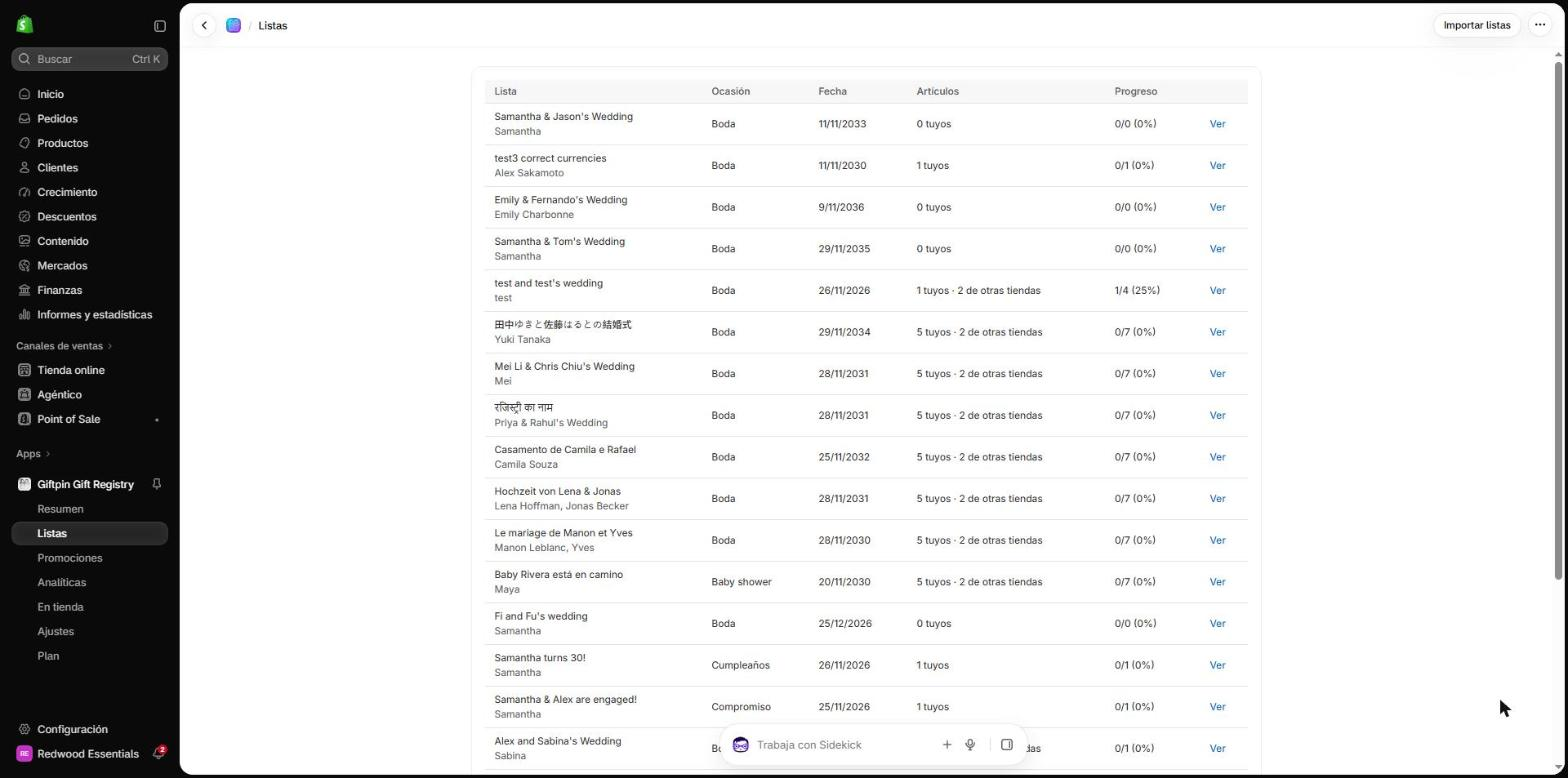 Listas
Importar listas
Buscar
Ctrl K
Inicio
Pedidos
Productos
Clientes
Crecimiento
Descuentos
Contenido
Mercados
Finanzas
Informes y estadísticas
Canales de ventas
Tienda online
Agéntico
Point of Sale
Apps
Giftpin Gift Registry
Resumen
Listas
Promociones
Analíticas
En tienda
Ajustes
Plan
Configuración
RE Redwood Essentials 2
Lista Ocasión Fecha Artículos Progreso
Samantha & Jason's Wedding
Samantha
Boda 11/11/2033 0 tuyos 0/0 (0%) Ver
test3 correct currencies
Alex Sakamoto
Boda 11/11/2030 1 tuyos 0/1 (0%) Ver
Emily & Fernando's Wedding
Emily Charbonne
Boda 9/11/2036 0 tuyos 0/0 (0%) Ver
Samantha & Tom's Wedding
Samantha
Boda 29/11/2035 0 tuyos 0/0 (0%) Ver
test and test's wedding
test
Boda 26/11/2026 1 tuyos · 2 de otras tiendas 1/4 (25%) Ver
田中ゆきと佐藤はるとの結婚式
Yuki Tanaka
Boda 29/11/2034 5 tuyos · 2 de otras tiendas 0/7 (0%) Ver
Mei Li & Chris Chiu's Wedding
Mei
Boda 28/11/2031 5 tuyos · 2 de otras tiendas 0/7 (0%) Ver
रजिस्ट्री का नाम
Priya & Rahul's Wedding
Boda 28/11/2031 5 tuyos · 2 de otras tiendas 0/7 (0%) Ver
Casamento de Camila e Rafael
Camila Souza
Boda 25/11/2032 5 tuyos · 2 de otras tiendas 0/7 (0%) Ver
Hochzeit von Lena & Jonas
Lena Hoffman, Jonas Becker
Boda 28/11/2031 5 tuyos · 2 de otras tiendas 0/7 (0%) Ver
Le mariage de Manon et Yves
Manon Leblanc, Yves
Boda 28/11/2030 5 tuyos · 2 de otras tiendas 0/7 (0%) Ver
Baby Rivera está en camino
Maya
Baby shower 20/11/2030 5 tuyos · 2 de otras tiendas 0/7 (0%) Ver
Fi and Fu's wedding
Samantha
Boda 25/12/2026 0 tuyos 0/0 (0%) Ver
Samantha turns 30!
Samantha
Cumpleaños 26/11/2026 1 tuyos 0/1 (0%) Ver
Samantha & Alex are engaged!
Samantha
Compromiso 25/11/2026 1 tuyos 0/1 (0%) Ver
Alex and Sabina's Wedding
Sabina
0/1 (0%) Ver
Trabaja con Sidekick